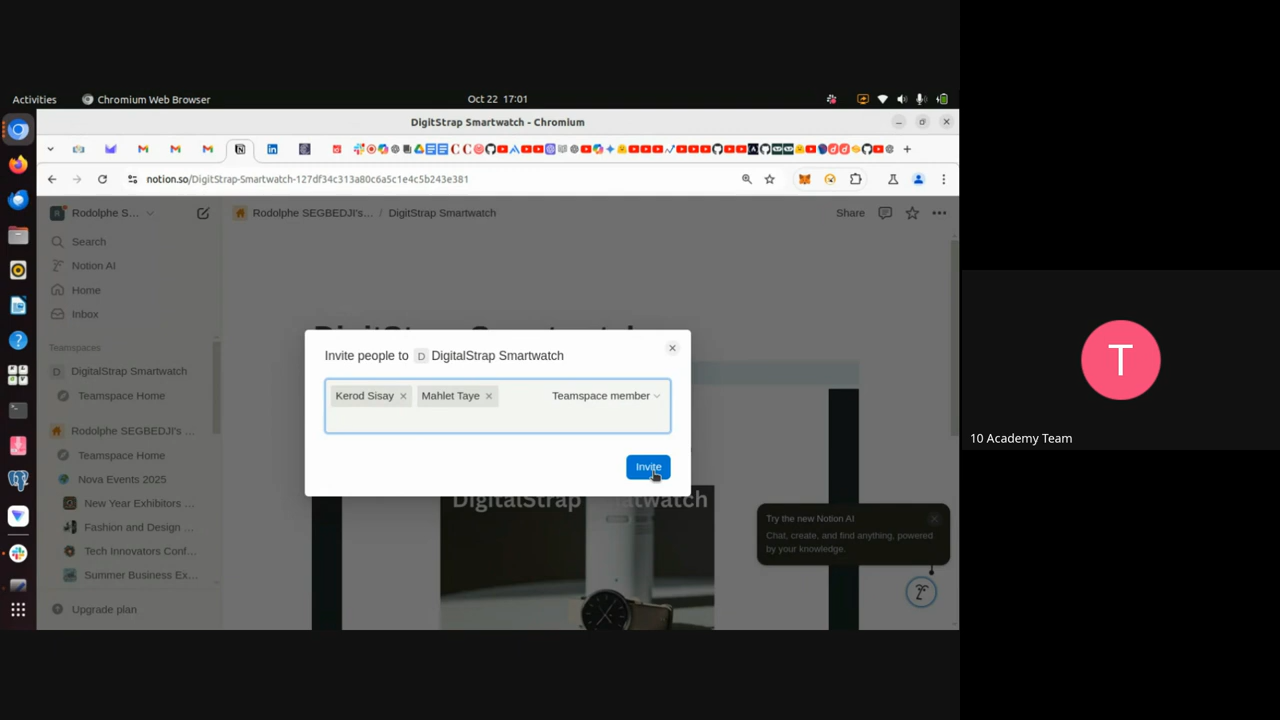 Activities
Chromium Web Browser
Oct 22 17:01
DigitStrap Smartwatch - Chromium
notion.so/DigitStrap-Smartwatch-127df34c313a80c6a5c1e4c5b243e381
Rodolphe S...
Rodolphe SEGBEDJI's... / DigitStrap Smartwatch
Share
Search
Notion AI
Home
Inbox
Teamspaces
D DigitalStrap Smartwatch
Teamspace Home
Rodolphe SEGBEDJI's ...
Teamspace Home
Nova Events 2025
New Year Exhibitors ...
Fashion and Design ...
Tech Innovators Conf...
Summer Business Ex...
Upgrade plan
Invite people to D DigitalStrap Smartwatch
Kerod Sisay
Mahlet Taye
Teamspace member
Invite
DigitalStrap
Try the new Notion AI
Chat, create, and find anything, powered
by your knowledge.
T
10 Academy Team